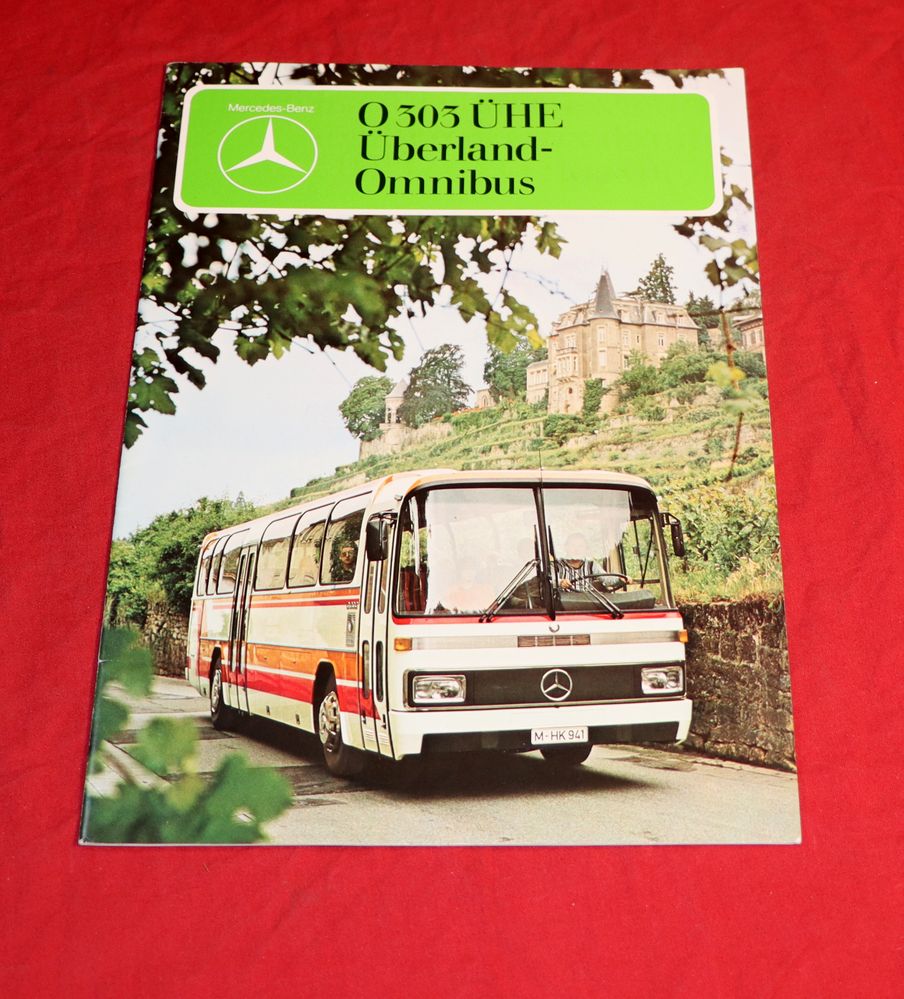 Mercedes-Benz
O 303 ÜHE
Überland-
Omnibus
M-HK 941